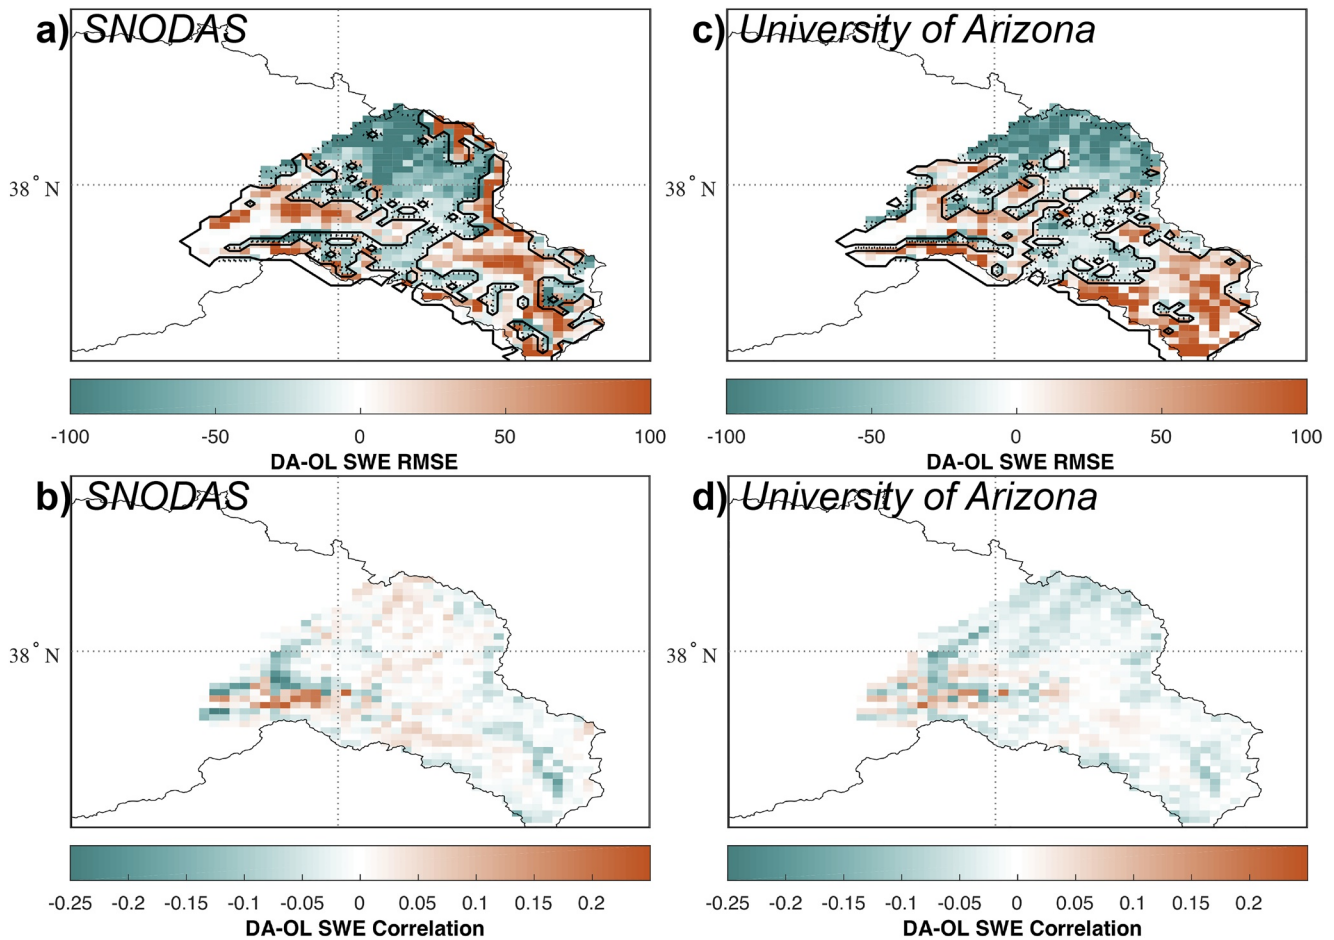 a) SNODAS
38° N
-100 -50 0 50 100
DA-OL SWE RMSE
c) University of Arizona
38° N
-100 -50 0 50 100
DA-OL SWE RMSE
b) SNODAS
38° N
-0.25 -0.2 -0.15 -0.1 -0.05 0 0.05 0.1 0.15 0.2
DA-OL SWE Correlation
d) University of Arizona
38° N
-0.25 -0.2 -0.15 -0.1 -0.05 0 0.05 0.1 0.15 0.2
DA-OL SWE Correlation